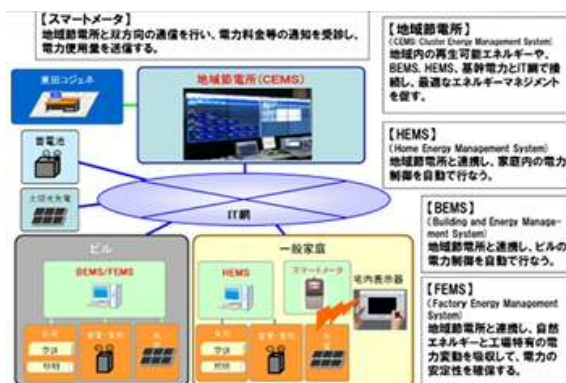 【スマートメータ】
地域節電所と双方向の通信を行い、電力料金等の通知を受診し、
電力使用量を送信する。
【地域節電所】
(CEMS: Cluster Energy Management System)
地域内の再生可能エネルギーや、
BEMS、HEMS、基幹電力とIT網で接
続し、最適なエネルギーマネジメント
を促す。
東田コジェネ
地域節電所(CEMS)
蓄電池
太陽光発電
IT網
【HEMS】
(Home Energy Management System)
地域節電所と連携し、家庭内の電力
制御を自動で行なう。
【BEMS】
(Building and Energy Manage-
ment System)
地域節電所と連携し、ビルの
電力制御を自動で行なう。
【FEMS】
(Factory Energy Management
System)
地域節電所と連携し、自然
エネルギーと工場特有の電
力変動を吸収して、電力の
安定性を確保する。
ビル
BEMS/FEMS
空調
照明
一般家庭
HEMS
スマートメータ
宅内表示器
空調
照明